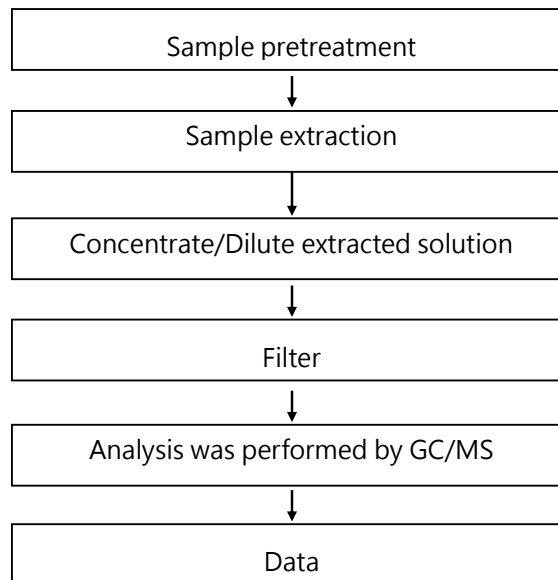 Sample pretreatment
Sample extraction
Concentrate/Dilute extracted solution
Filter
Analysis was performed by GC/MS
Data